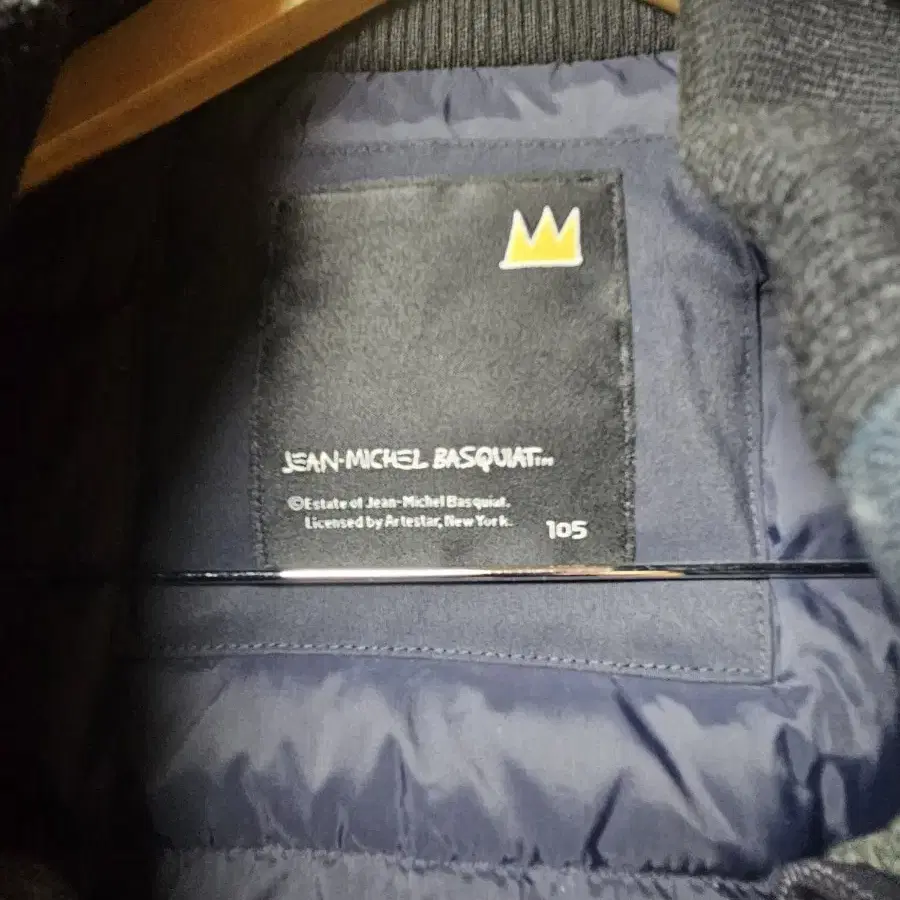 JEAN-MICHEL BASQUIAT™
©Estate of Jean-Michel Basquiat.
Licensed by Artestar, New York.
105